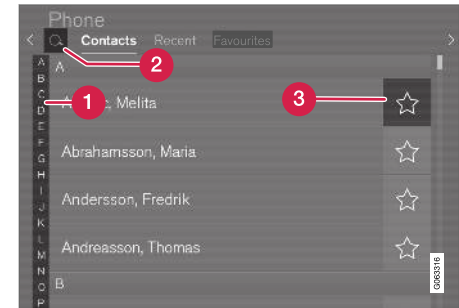 Phone
Contacts Recent Favourites
2
A
1
Melita
3
Abrahamsson, Maria
Andersson, Fredrik
Andreasson, Thomas
B
A
B
C
D
E
F
G
H
I
J
K
L
M
N
O
P
G063316